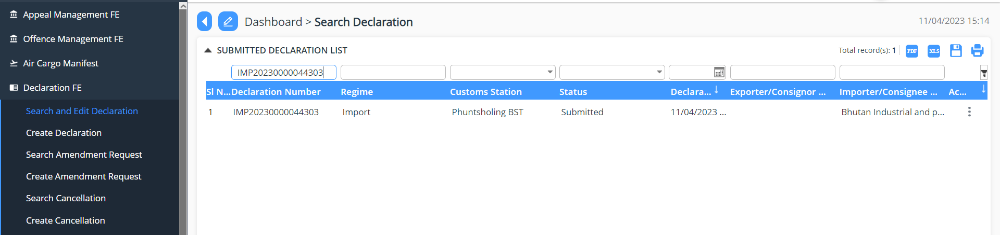 Appeal Management FE
Offence Management FE
Air Cargo Manifest
Declaration FE
Search and Edit Declaration
Create Declaration
Search Amendment Request
Create Amendment Request
Search Cancellation
Create Cancellation
Dashboard > Search Declaration
11/04/2023 15:14
SUBMITTED DECLARATION LIST
Total record(s): 1
PDF
XLS
IMP20230000044303
Sl N... Declaration Number Regime Customs Station Status Declara... Exporter/Consignor ... Importer/Consignee ... Ac...
1 IMP20230000044303 Import Phuntsholing BST Submitted 11/04/2023 ... Bhutan Industrial and p...